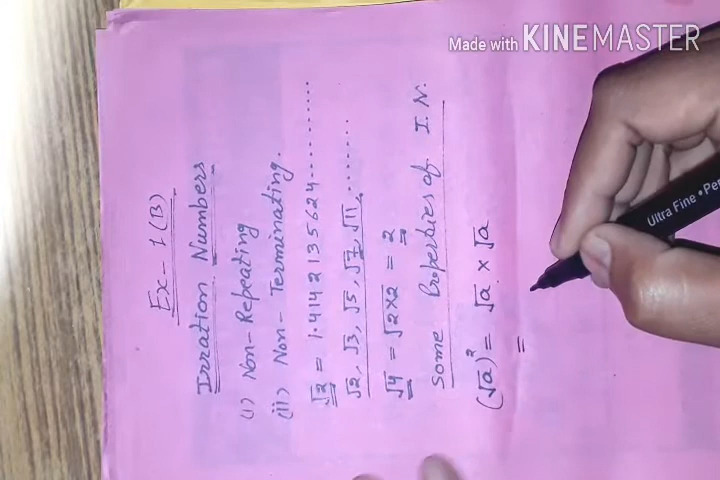 Ex-1(B)
Irration Numbers
(i) Non-Repeating
(ii) Non-Terminating.
√2 = 1.4142135624...........
√2, √3, √5, √7, √11.......
√4 = √2×2 = 2
Some Properties of I.N.
(√a)² = √a × √a
=
Made with KINEMASTER
Ultra Fine • Per